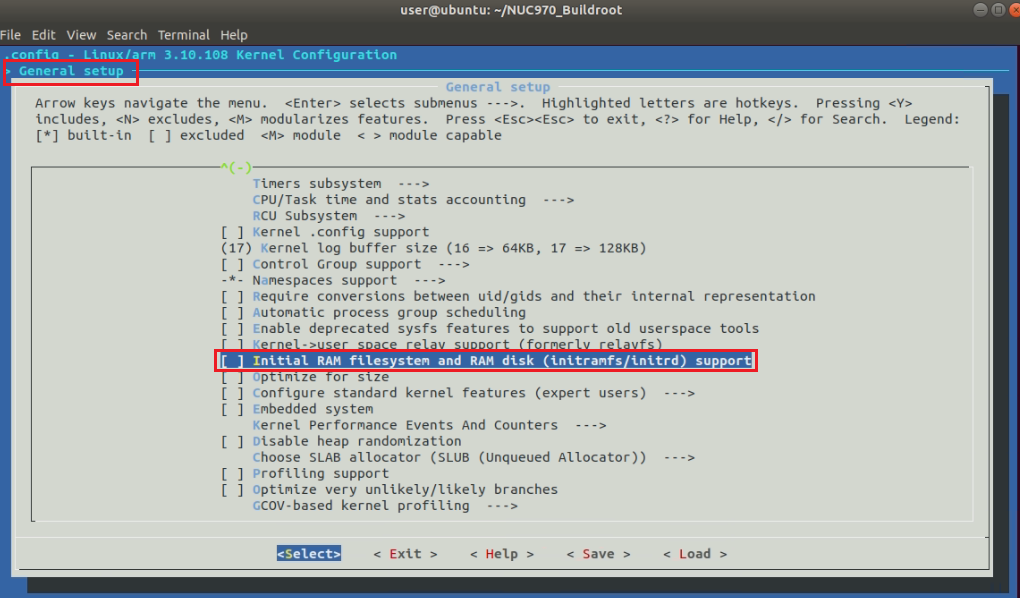 user@ubuntu: ~/NUC970_Buildroot
File Edit View Search Terminal Help
.config - Linux/arm 3.10.108 Kernel Configuration
> General setup
General setup
Arrow keys navigate the menu. <Enter> selects submenus --->. Highlighted letters are hotkeys. Pressing <Y>
includes, <N> excludes, <M> modularizes features. Press <Esc><Esc> to exit, <?> for Help, </> for Search. Legend:
[*] built-in [ ] excluded <M> module < > module capable
^(-)
Timers subsystem --->
CPU/Task time and stats accounting --->
RCU Subsystem --->
[ ] Kernel .config support
(17) Kernel log buffer size (16 => 64KB, 17 => 128KB)
[ ] Control Group support --->
-*- Namespaces support --->
[ ] Require conversions between uid/gids and their internal representation
[ ] Automatic process group scheduling
[ ] Enable deprecated sysfs features to support old userspace tools
[ ] Kernel->user space relay support (formerly relayfs)
[ ] Initial RAM filesystem and RAM disk (initramfs/initrd) support
[ ] Optimize for size
[ ] Configure standard kernel features (expert users) --->
[ ] Embedded system
Kernel Performance Events And Counters --->
[ ] Disable heap randomization
Choose SLAB allocator (SLUB (Unqueued Allocator)) --->
[ ] Profiling support
[ ] Optimize very unlikely/likely branches
GCOV-based kernel profiling --->
<Select> < Exit > < Help > < Save > < Load >